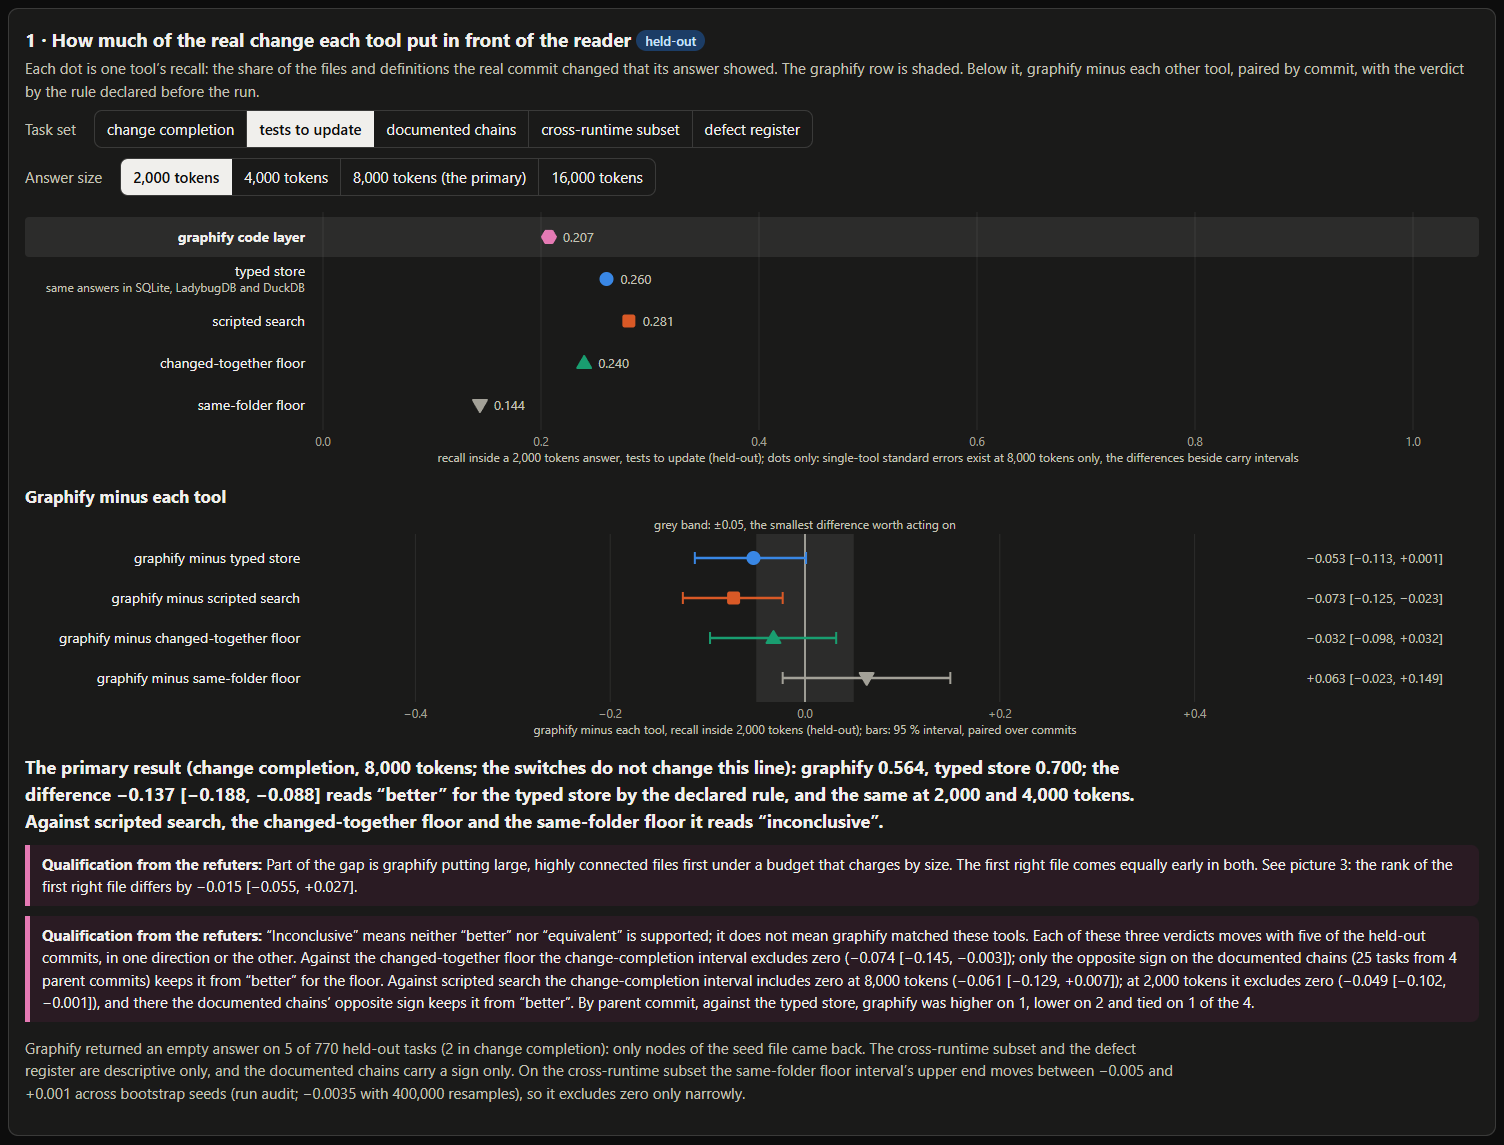 1 · How much of the real change each tool put in front of the reader held-out
Each dot is one tool’s recall: the share of the files and definitions the real commit changed that its answer showed. The graphify row is shaded. Below it, graphify minus each other tool, paired by commit, with the verdict
by the rule declared before the run.
Task set change completion tests to update documented chains cross-runtime subset defect register
Answer size 2,000 tokens 4,000 tokens 8,000 tokens (the primary) 16,000 tokens
graphify code layer 0.207
typed store 0.260
same answers in SQLite, LadybugDB and DuckDB
scripted search 0.281
changed-together floor 0.240
same-folder floor 0.144
0.0 0.2 0.4 0.6 0.8 1.0
recall inside a 2,000 tokens answer, tests to update (held-out); dots only: single-tool standard errors exist at 8,000 tokens only, the differences beside carry intervals
Graphify minus each tool
grey band: ±0.05, the smallest difference worth acting on
graphify minus typed store −0.053 [−0.113, +0.001]
graphify minus scripted search −0.073 [−0.125, −0.023]
graphify minus changed-together floor −0.032 [−0.098, +0.032]
graphify minus same-folder floor +0.063 [−0.023, +0.149]
−0.4 −0.2 0.0 +0.2 +0.4
graphify minus each tool, recall inside 2,000 tokens (held-out); bars: 95 % interval, paired over commits
The primary result (change completion, 8,000 tokens; the switches do not change this line): graphify 0.564, typed store 0.700; the
difference −0.137 [−0.188, −0.088] reads “better” for the typed store by the declared rule, and the same at 2,000 and 4,000 tokens.
Against scripted search, the changed-together floor and the same-folder floor it reads “inconclusive”.
Qualification from the refuters: Part of the gap is graphify putting large, highly connected files first under a budget that charges by size. The first right file comes equally early in both. See picture 3: the rank of the
first right file differs by −0.015 [−0.055, +0.027].
Qualification from the refuters: “Inconclusive” means neither “better” nor “equivalent” is supported; it does not mean graphify matched these tools. Each of these three verdicts moves with five of the held-out
commits, in one direction or the other. Against the changed-together floor the change-completion interval excludes zero (−0.074 [−0.145, −0.003]); only the opposite sign on the documented chains (25 tasks from 4
parent commits) keeps it from “better” for the floor. Against scripted search the change-completion interval includes zero at 8,000 tokens (−0.061 [−0.129, +0.007]); at 2,000 tokens it excludes zero (−0.049 [−0.102,
−0.001]), and there the documented chains’ opposite sign keeps it from “better”. By parent commit, against the typed store, graphify was higher on 1, lower on 2 and tied on 1 of the 4.
Graphify returned an empty answer on 5 of 770 held-out tasks (2 in change completion): only nodes of the seed file came back. The cross-runtime subset and the defect
register are descriptive only, and the documented chains carry a sign only. On the cross-runtime subset the same-folder floor interval’s upper end moves between −0.005 and
+0.001 across bootstrap seeds (run audit; −0.0035 with 400,000 resamples), so it excludes zero only narrowly.